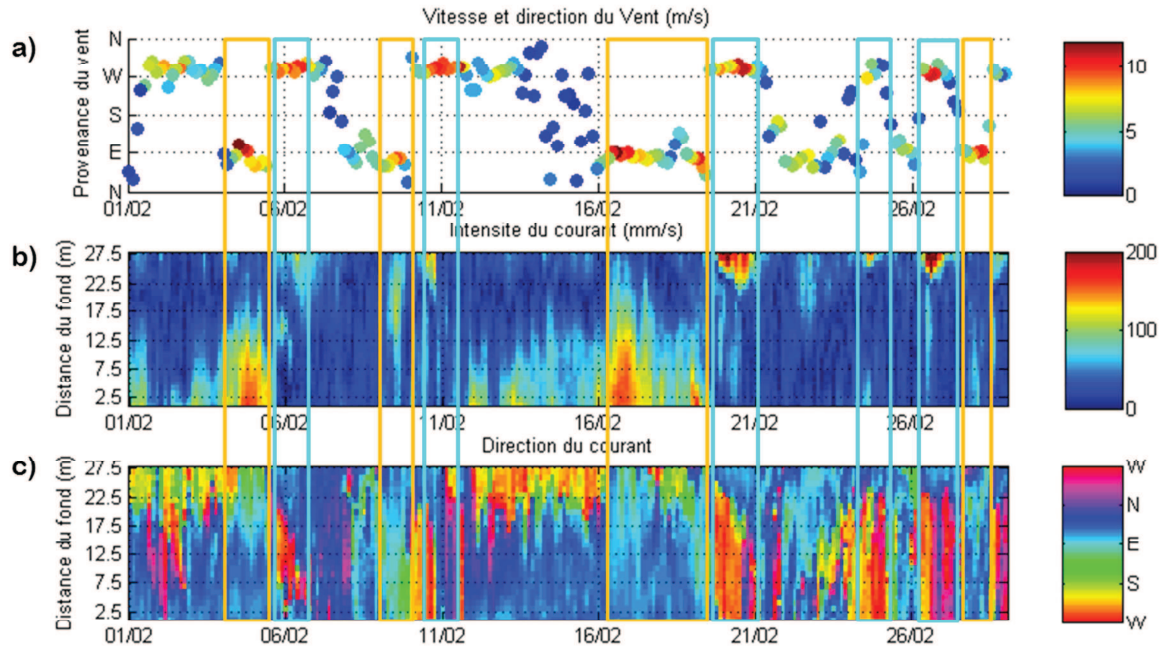 Vitesse et direction du Vent (m/s)
a)
Provenance du vent
N
W
S
E
N
01/02 06/02 11/02 16/02 21/02 26/02
10
5
0
Intensite du courant (mm/s)
b)
Distance du fond (m)
27.5
22.5
17.5
12.5
7.5
2.5
01/02 06/02 11/02 16/02 21/02 26/02
200
100
0
Direction du courant
c)
Distance du fond (m)
27.5
22.5
17.5
12.5
7.5
2.5
01/02 06/02 11/02 16/02 21/02 26/02
W
N
E
S
W